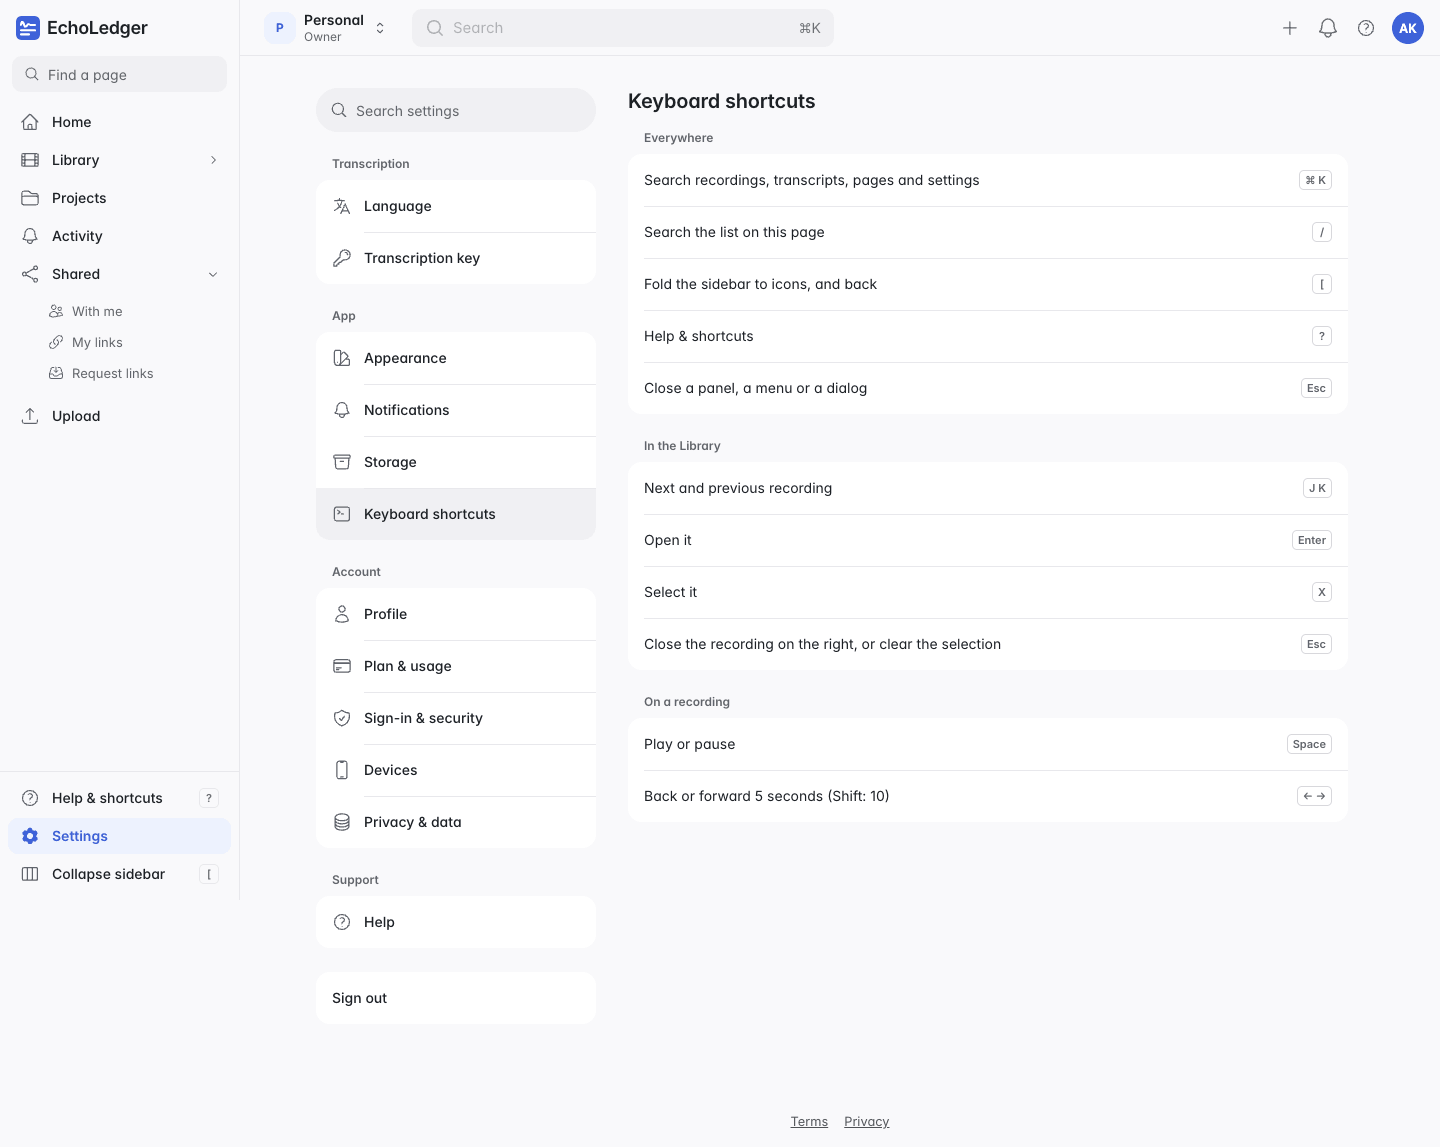 EchoLedger
Find a page
Home
Library
Projects
Activity
Shared
With me
My links
Request links
Upload
Help & shortcuts ?
Settings
Collapse sidebar [
P
Personal
Owner
Search ⌘K
AK
Search settings
Transcription
Language
Transcription key
App
Appearance
Notifications
Storage
Keyboard shortcuts
Account
Profile
Plan & usage
Sign-in & security
Devices
Privacy & data
Support
Help
Sign out
Keyboard shortcuts
Everywhere
Search recordings, transcripts, pages and settings ⌘ K
Search the list on this page /
Fold the sidebar to icons, and back [
Help & shortcuts ?
Close a panel, a menu or a dialog Esc
In the Library
Next and previous recording J K
Open it Enter
Select it X
Close the recording on the right, or clear the selection Esc
On a recording
Play or pause Space
Back or forward 5 seconds (Shift: 10) ← →
Terms Privacy